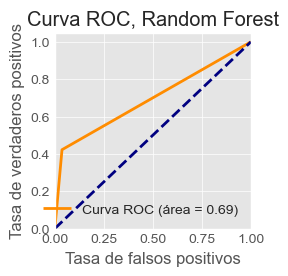 Curva ROC, Random Forest
Tasa de verdaderos positivos
1.0
0.8
0.6
0.4
0.2
0.0
Curva ROC (área = 0.69)
0.00 0.25 0.50 0.75 1.00
Tasa de falsos positivos